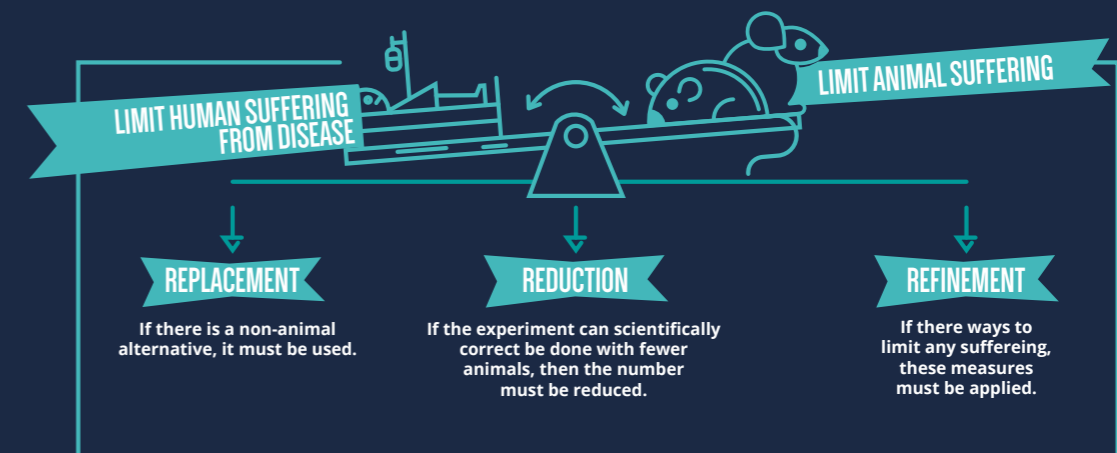 LIMIT HUMAN SUFFERING
FROM DISEASE
LIMIT ANIMAL SUFFERING
REPLACEMENT
If there is a non-animal
alternative, it must be used.
REDUCTION
If the experiment can scientifically
correct be done with fewer
animals, then the number
must be reduced.
REFINEMENT
If there ways to
limit any suffereing,
these measures
must be applied.